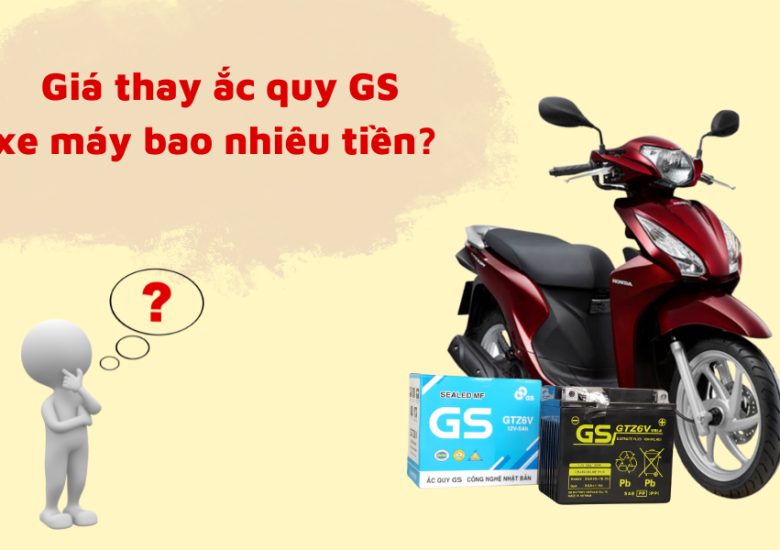 Giá thay ắc quy GS
xe máy bao nhiêu tiền?
?
HONDA
SEALED MF
GS
GS
GTZ6V
12V-5Ah
ẮC QUY GS CÔNG NGHỆ NHẬT BẢN
GS
GTZ6V
Pb
Pb